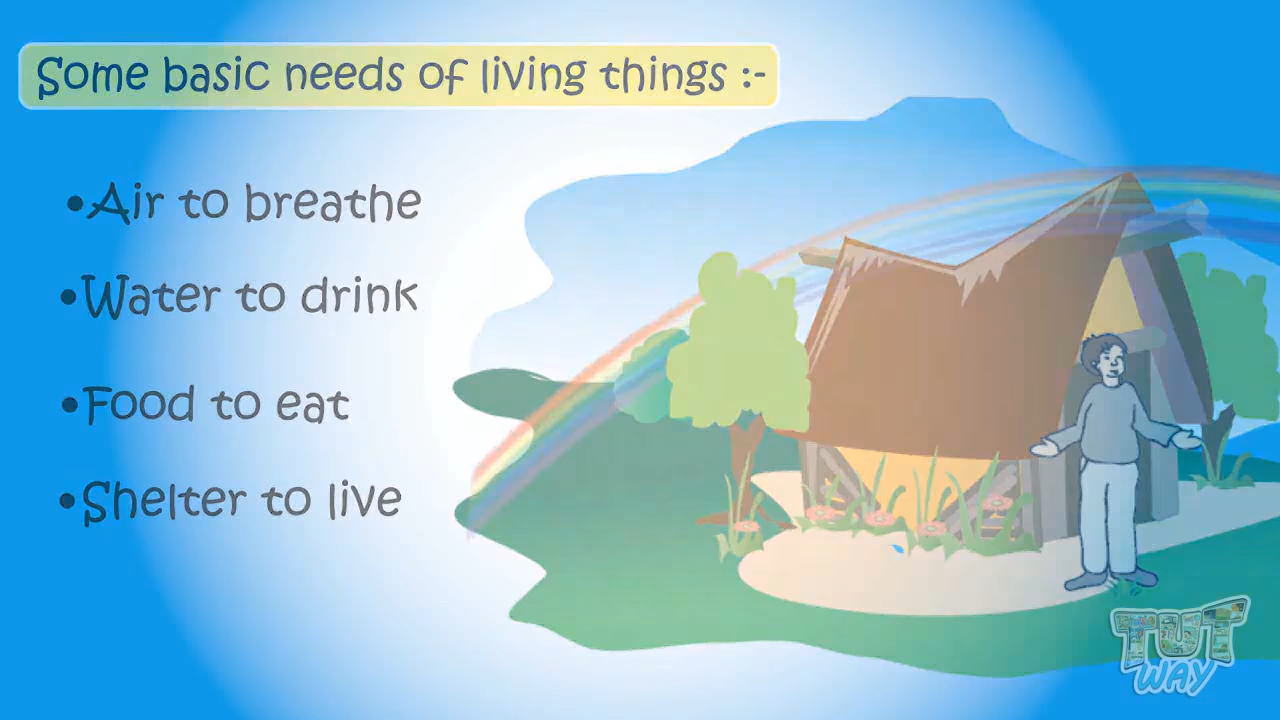 Some basic needs of living things :-
•Air to breathe
•Water to drink
•Food to eat
•Shelter to live
TUT
WAY